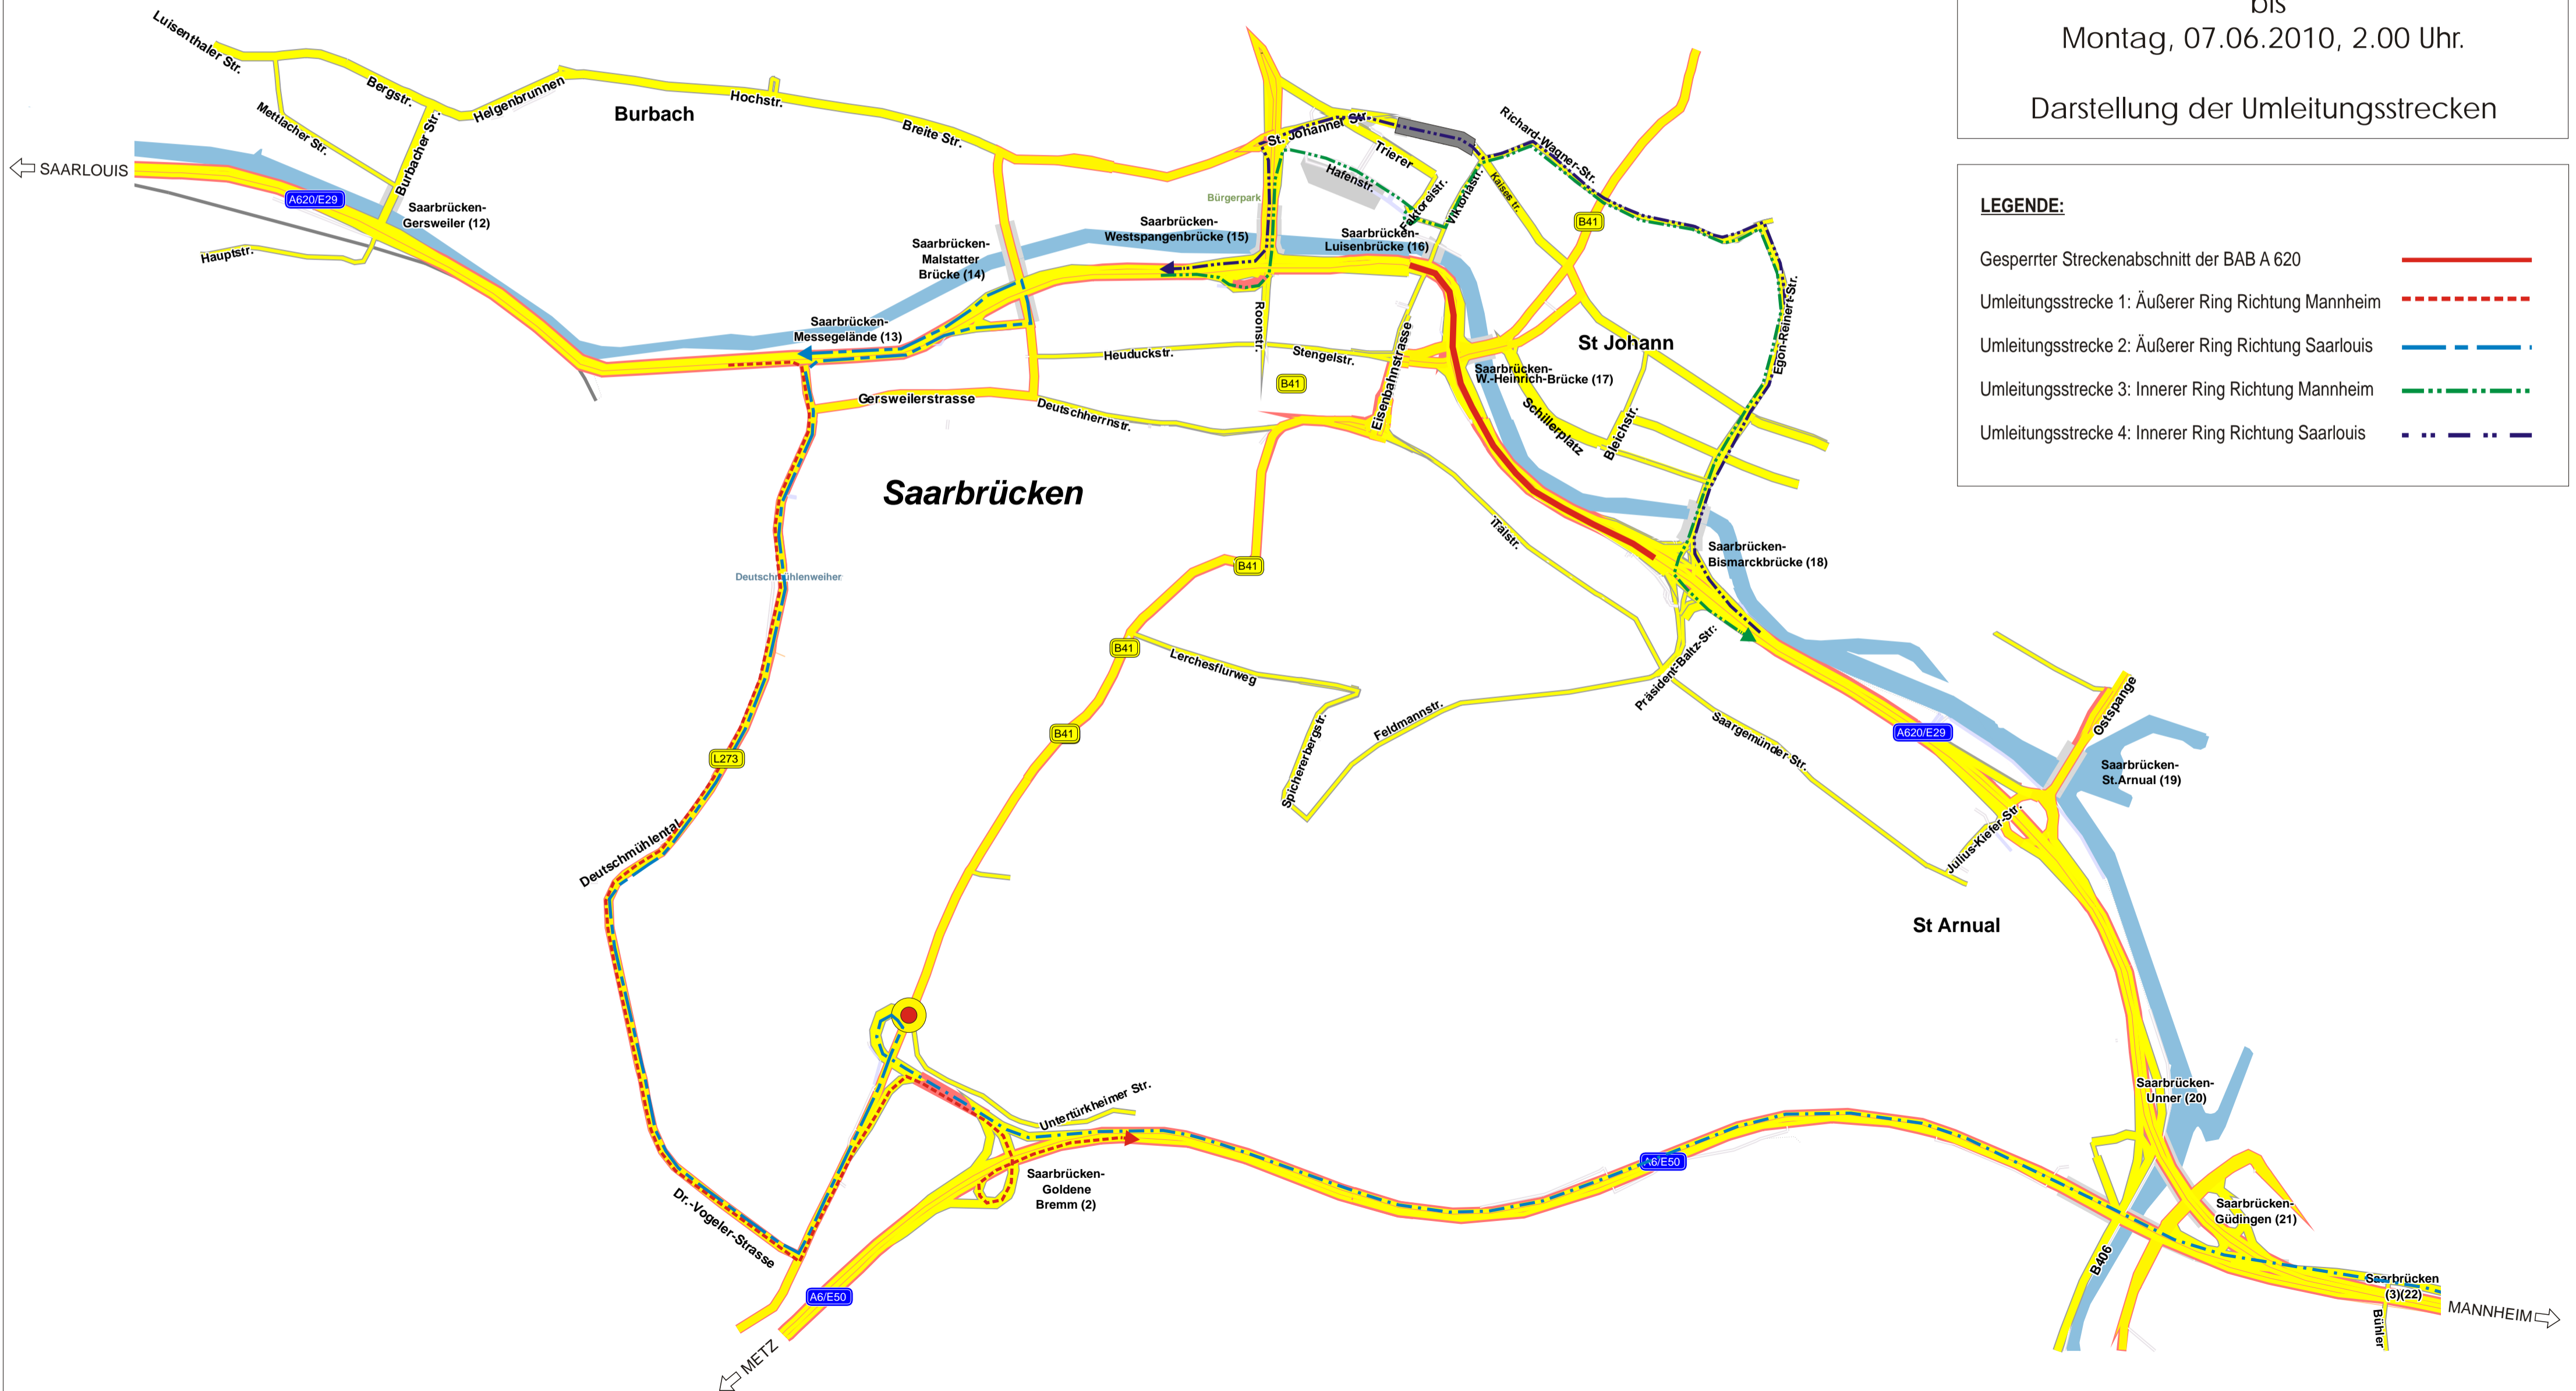 bis
Montag, 07.06.2010, 2.00 Uhr.
Darstellung der Umleitungsstrecken
LEGENDE:
Gesperrter Streckenabschnitt der BAB A 620
Umleitungsstrecke 1: Äußerer Ring Richtung Mannheim
Umleitungsstrecke 2: Äußerer Ring Richtung Saarlouis
Umleitungsstrecke 3: Innerer Ring Richtung Mannheim
Umleitungsstrecke 4: Innerer Ring Richtung Saarlouis
Luisenthaler Str.
Bergstr.
Mettlacher Str.
Burbacher Str.
Helgenbrunnen
Burbach
Hochstr.
Breite Str.
SAARLOUIS
A620/E29
Saarbrücken-
Gersweiler (12)
Hauptstr.
St. Johanner Str.
Trierer
Hafenstr.
Faktoreistr.
Viktoriastr.
Kaiserstr.
Richard-Wagner-Str.
B41
Bürgerpark
Saarbrücken-
Westspangenbrücke (15)
Saarbrücken-
Luisenbrücke (16)
Saarbrücken-
Malstatter
Brücke (14)
Saarbrücken-
Messegelände (13)
Roonstr.
Heuduckstr.
Stengelstr.
Eisenbahnstrasse
B41
St Johann
Saarbrücken-
W.-Heinrich-Brücke (17)
Egon-Reinert-Str.
Gersweilerstrasse
Deutschherrnstr.
Schillerplatz
Bleichstr.
Saarbrücken
Talstr.
Saarbrücken-
Bismarckbrücke (18)
Deutschmühlenweiher
B41
B41
Lerchesflurweg
Präsident-Baltz-Str.
Spichererbergstr.
Feldmannstr.
Saargemünder Str.
B41
L273
A620/E29
Ostspange
Saarbrücken-
St.Arnual (19)
Julius-Kiefer-Str.
Deutschmühlental
St Arnual
Untertürkheimer Str.
Saarbrücken-
Unner (20)
Saarbrücken-
Goldene
Bremm (2)
A6/E50
Dr.-Vogeler-Strasse
Saarbrücken-
Güdingen (21)
B406
A6/E50
Saarbrücken
(3)(22)
Bühler
MANNHEIM
METZ